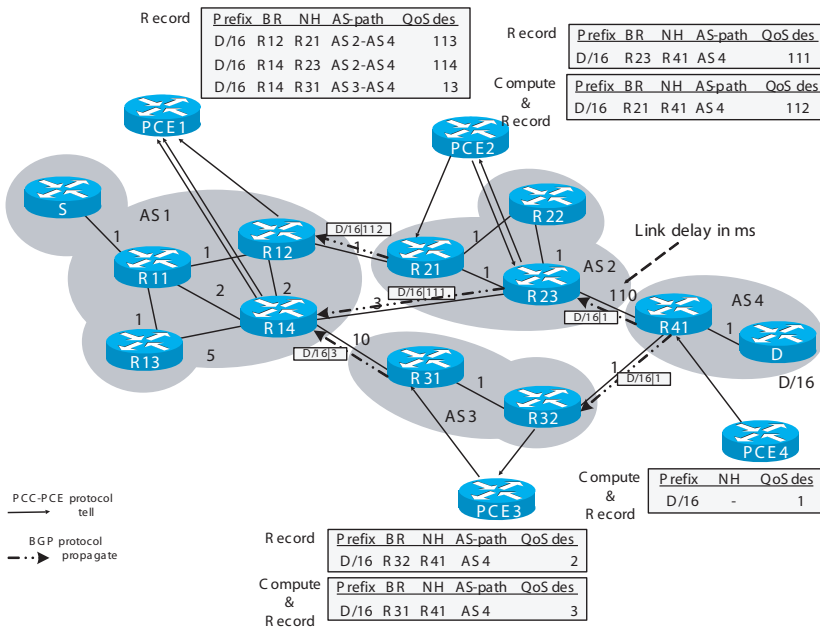 Record
Prefix BR NH AS-path QoS des
D/16 R12 R21 AS2-AS4 113
D/16 R14 R23 AS2-AS4 114
D/16 R14 R31 AS3-AS4 13
Record
Prefix BR NH AS-path QoS des
D/16 R23 R41 AS4 111
Compute
&
Record
Prefix BR NH AS-path QoS des
D/16 R21 R41 AS4 112
PCE1
PCE2
S
AS1
R22
1
R12
D/16|112
1
1
Link delay in ms
R11
1
R21
1
1
AS2
2
2
D/16|111
R23
110
AS4
1
R14
3
D/16|1
R41
1
R13
5
10
D
D/16|3
R31
1
1
D/16|1
D/16
R32
AS3
PCE4
PCE3
Compute
&
Record
Prefix NH QoS des
D/16 - 1
PCC-PCE protocol
tell
BGP protocol
propagate
Record
Prefix BR NH AS-path QoS des
D/16 R32 R41 AS4 2
Compute
&
Record
Prefix BR NH AS-path QoS des
D/16 R31 R41 AS4 3